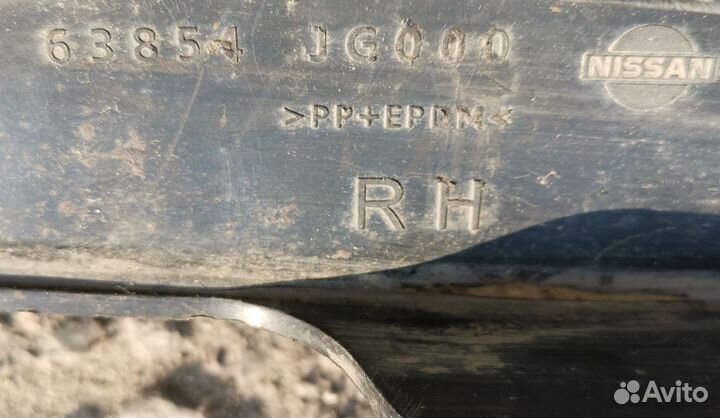 63854 JG000
NISSAN
>PP+EPDM<
RH
Avito